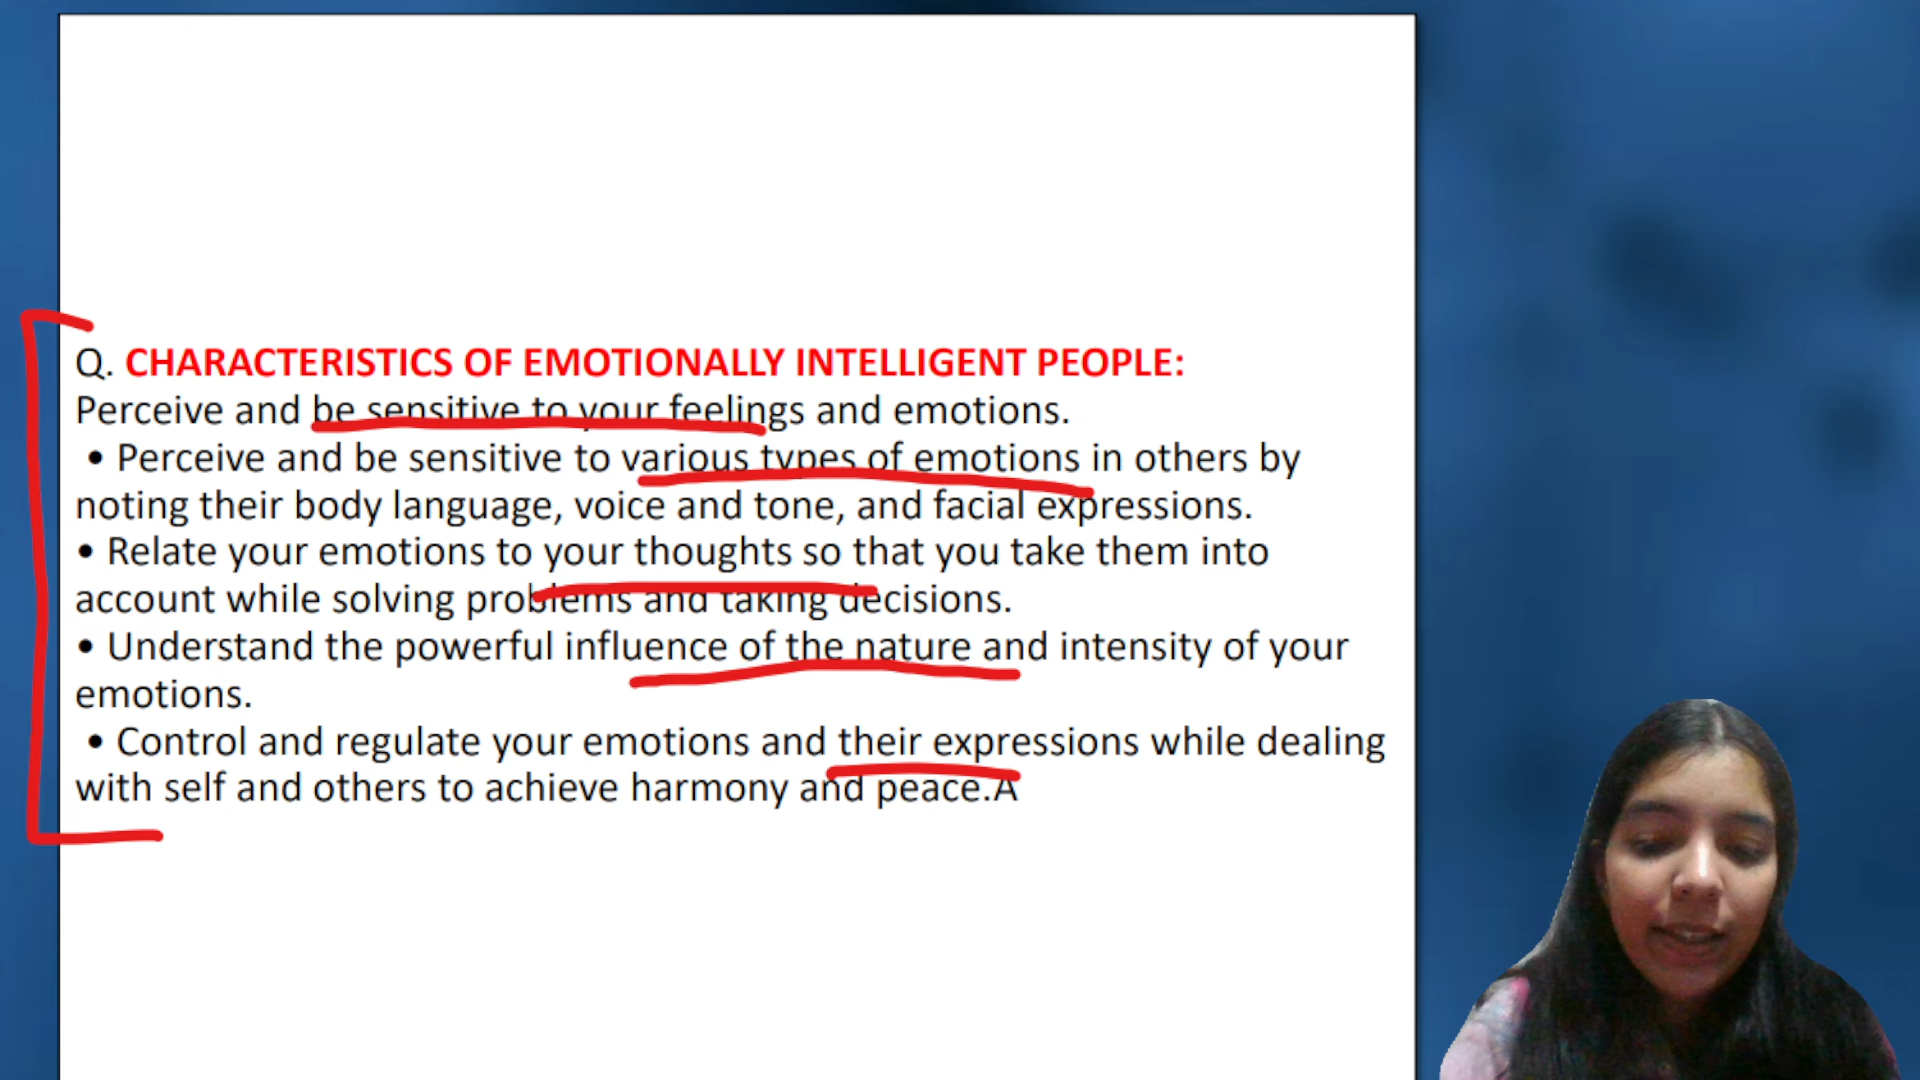 Q. CHARACTERISTICS OF EMOTIONALLY INTELLIGENT PEOPLE:
Perceive and be sensitive to your feelings and emotions.
• Perceive and be sensitive to various types of emotions in others by
noting their body language, voice and tone, and facial expressions.
• Relate your emotions to your thoughts so that you take them into
account while solving problems and taking decisions.
• Understand the powerful influence of the nature and intensity of your
emotions.
• Control and regulate your emotions and their expressions while dealing
with self and others to achieve harmony and peace.A